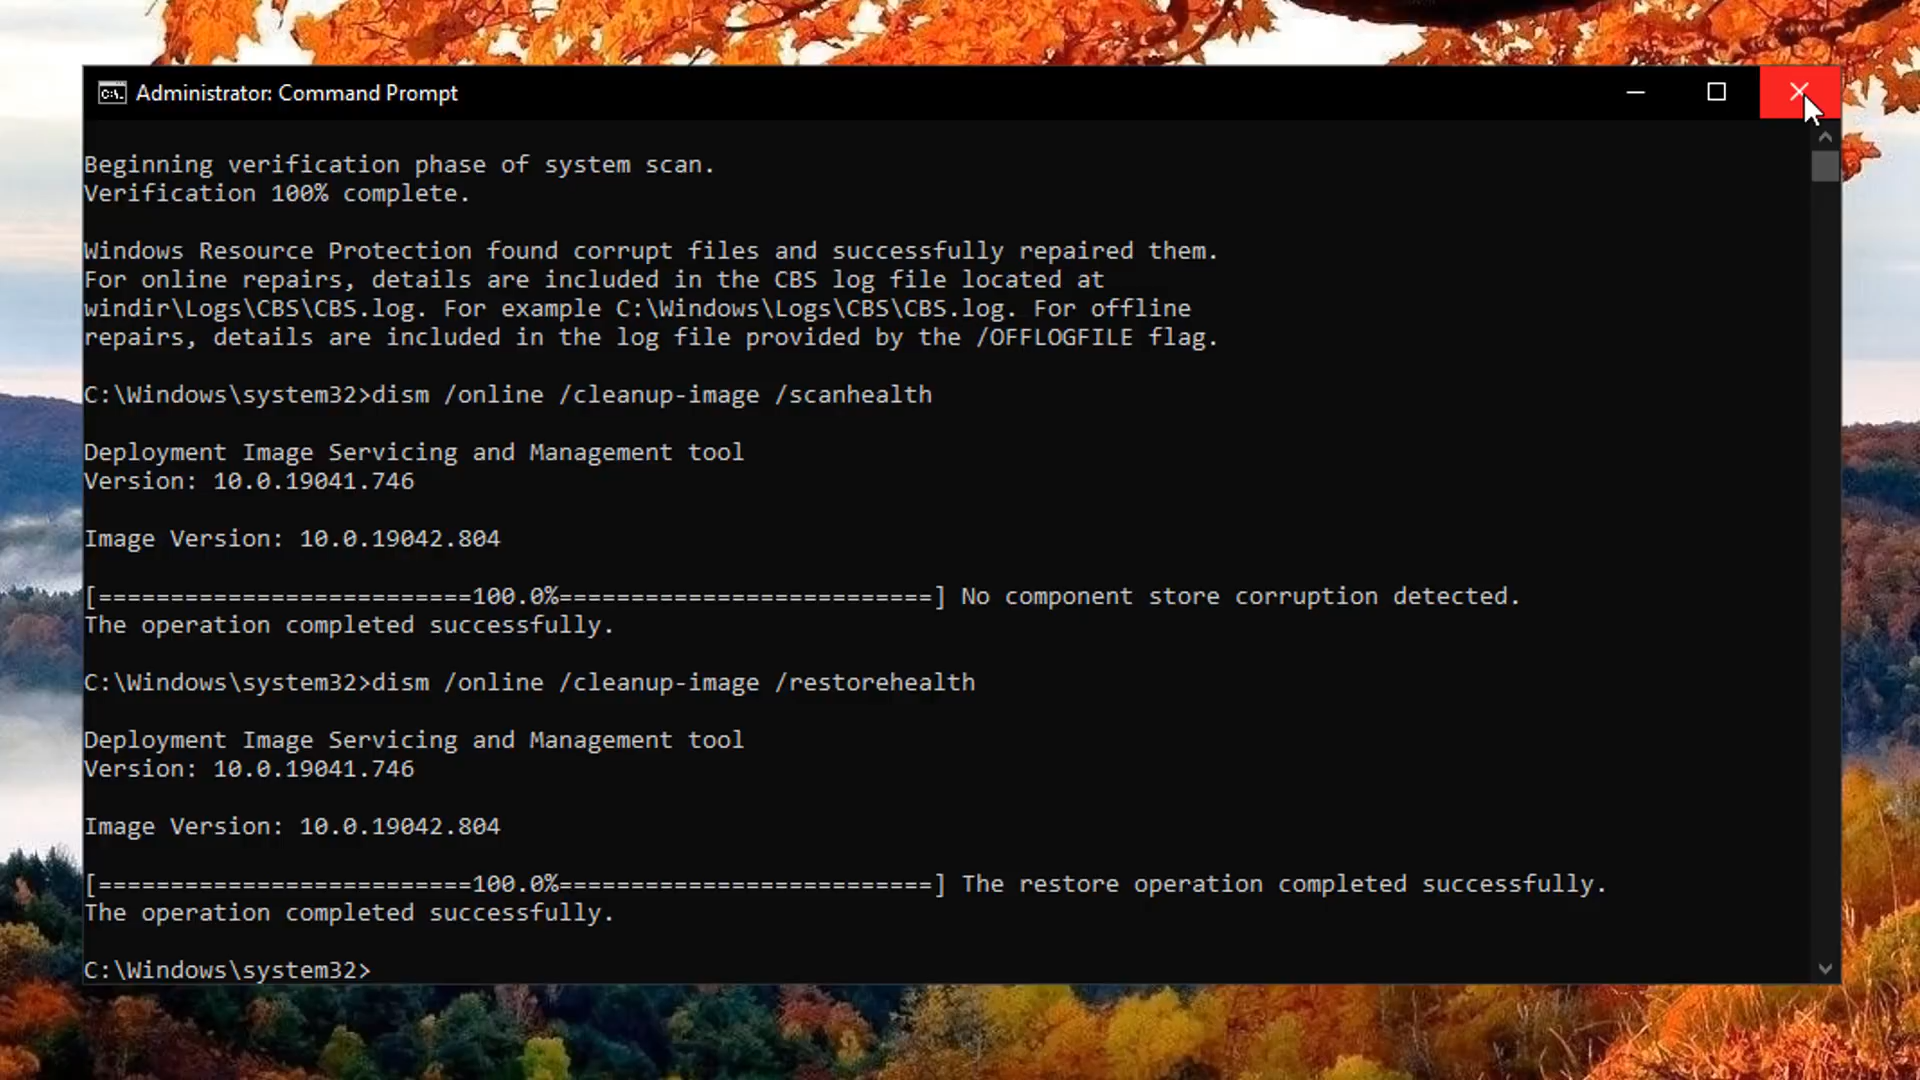 Administrator: Command Prompt
Beginning verification phase of system scan.
Verification 100% complete.
Windows Resource Protection found corrupt files and successfully repaired them.
For online repairs, details are included in the CBS log file located at
windir\Logs\CBS\CBS.log. For example C:\Windows\Logs\CBS\CBS.log. For offline
repairs, details are included in the log file provided by the /OFFLOGFILE flag.
C:\Windows\system32>dism /online /cleanup-image /scanhealth
Deployment Image Servicing and Management tool
Version: 10.0.19041.746
Image Version: 10.0.19042.804
[==========================100.0%==========================] No component store corruption detected.
The operation completed successfully.
C:\Windows\system32>dism /online /cleanup-image /restorehealth
Deployment Image Servicing and Management tool
Version: 10.0.19041.746
Image Version: 10.0.19042.804
[==========================100.0%==========================] The restore operation completed successfully.
The operation completed successfully.
C:\Windows\system32>